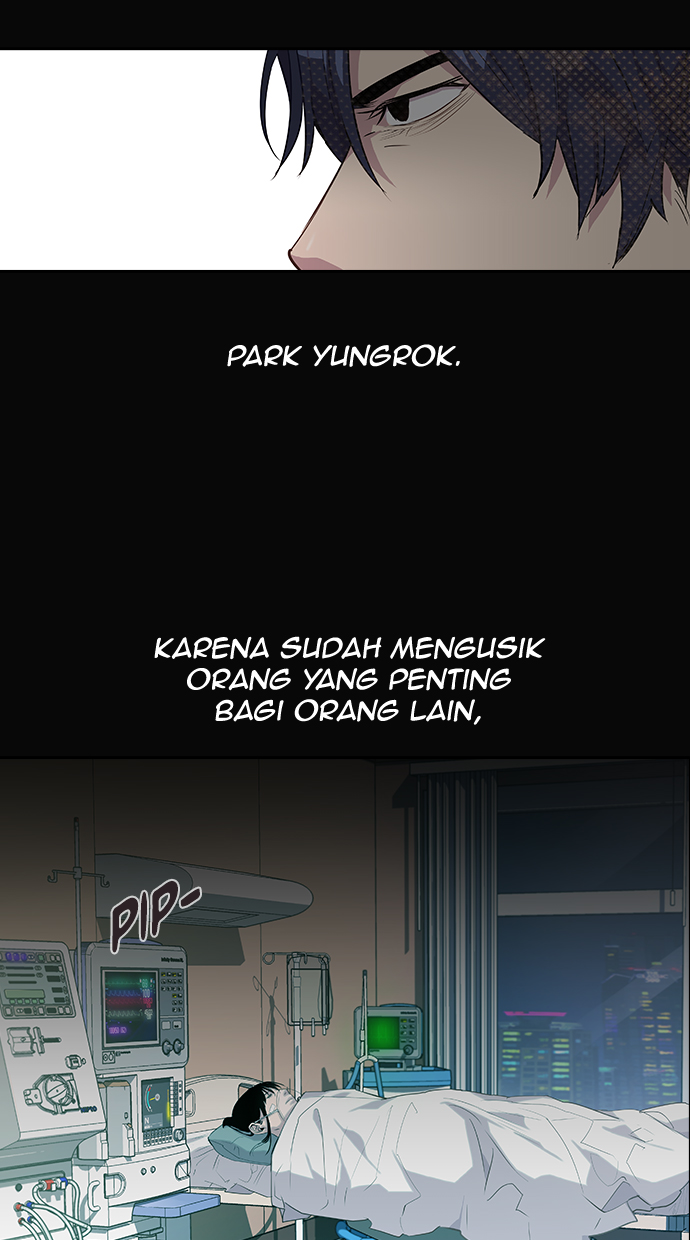 PARK YUNGROK.
KARENA SUDAH MENGUSIK
ORANG YANG PENTING
BAGI ORANG LAIN,
PIP-